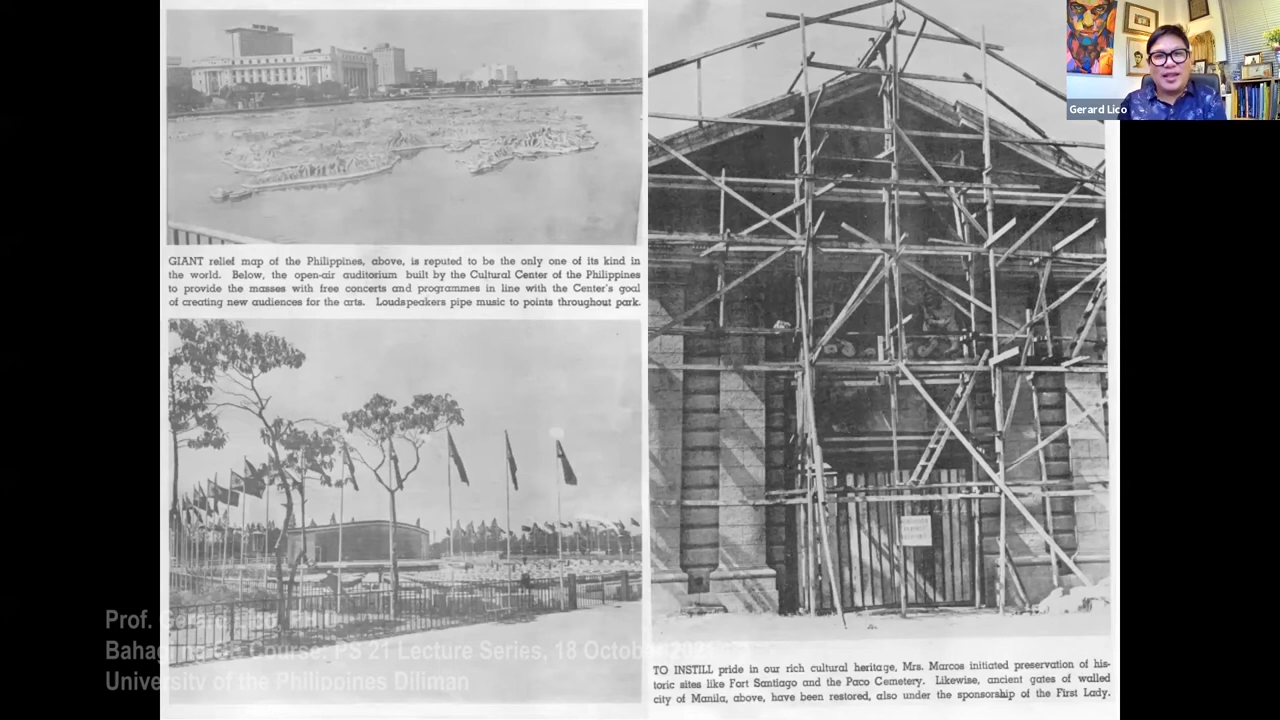 Gerard Lico
GIANT relief map of the Philippines, above, is reputed to be the only one of its kind in
the world. Below, the open-air auditorium built by the Cultural Center of the Philippines
to provide the masses with free concerts and programmes in line with the Center's goal
of creating new audiences for the arts. Loudspeakers pipe music to points throughout park.
TO INSTILL pride in our rich cultural heritage, Mrs. Marcos initiated preservation of his-
toric sites like Fort Santiago and the Paco Cemetery. Likewise, ancient gates of walled
city of Manila, above, have been restored, also under the sponsorship of the First Lady.
Prof. Gerard Lico,
Course: PS 21 Lecture Series, 18 October
University of the Philippines Diliman